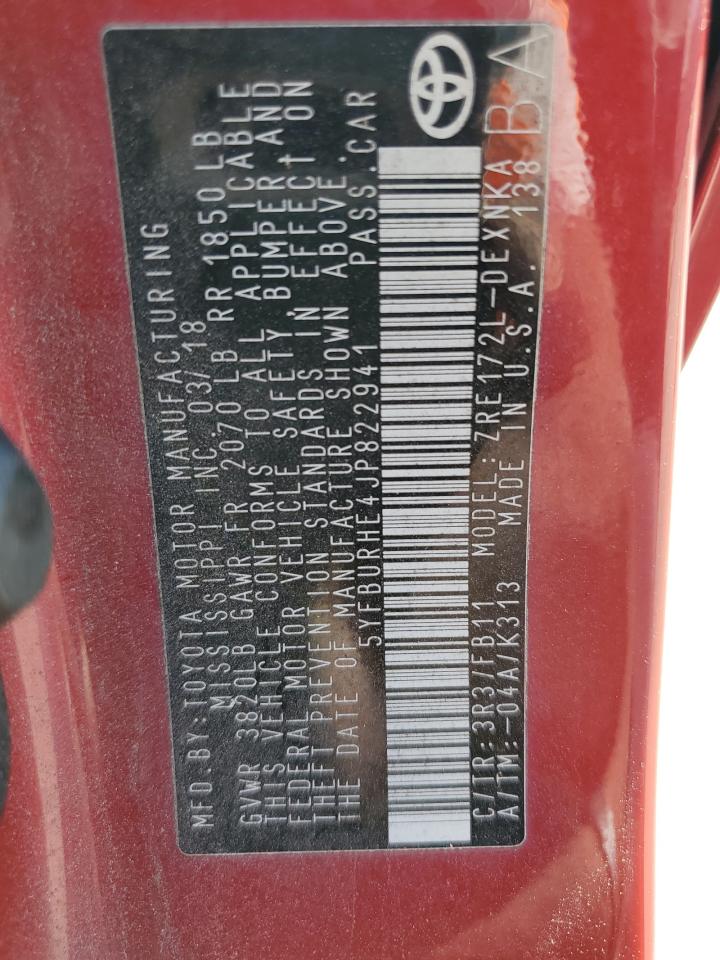 MFD.BY:TOYOTA MOTOR MANUFACTURING
MISSISSIPPI INC. 03/18
GVWR 3820LB GAWR FR 2070 LB RR 1850 LB
THIS VEHICLE CONFORMS TO ALL APPLICABLE
FEDERAL MOTOR VEHICLE SAFETY, BUMPER AND
THEFT PREVENTION STANDARDS IN EFFECT ON
THE DATE OF MANUFACTURE SHOWN ABOVE.
5YFBURHE4JP822941 PASS.CAR
C/TR:3R3/FB11 MODEL:ZRE172L-DEXNKA
A/TM:-04A/K313 MADE IN U.S.A. 138
BA